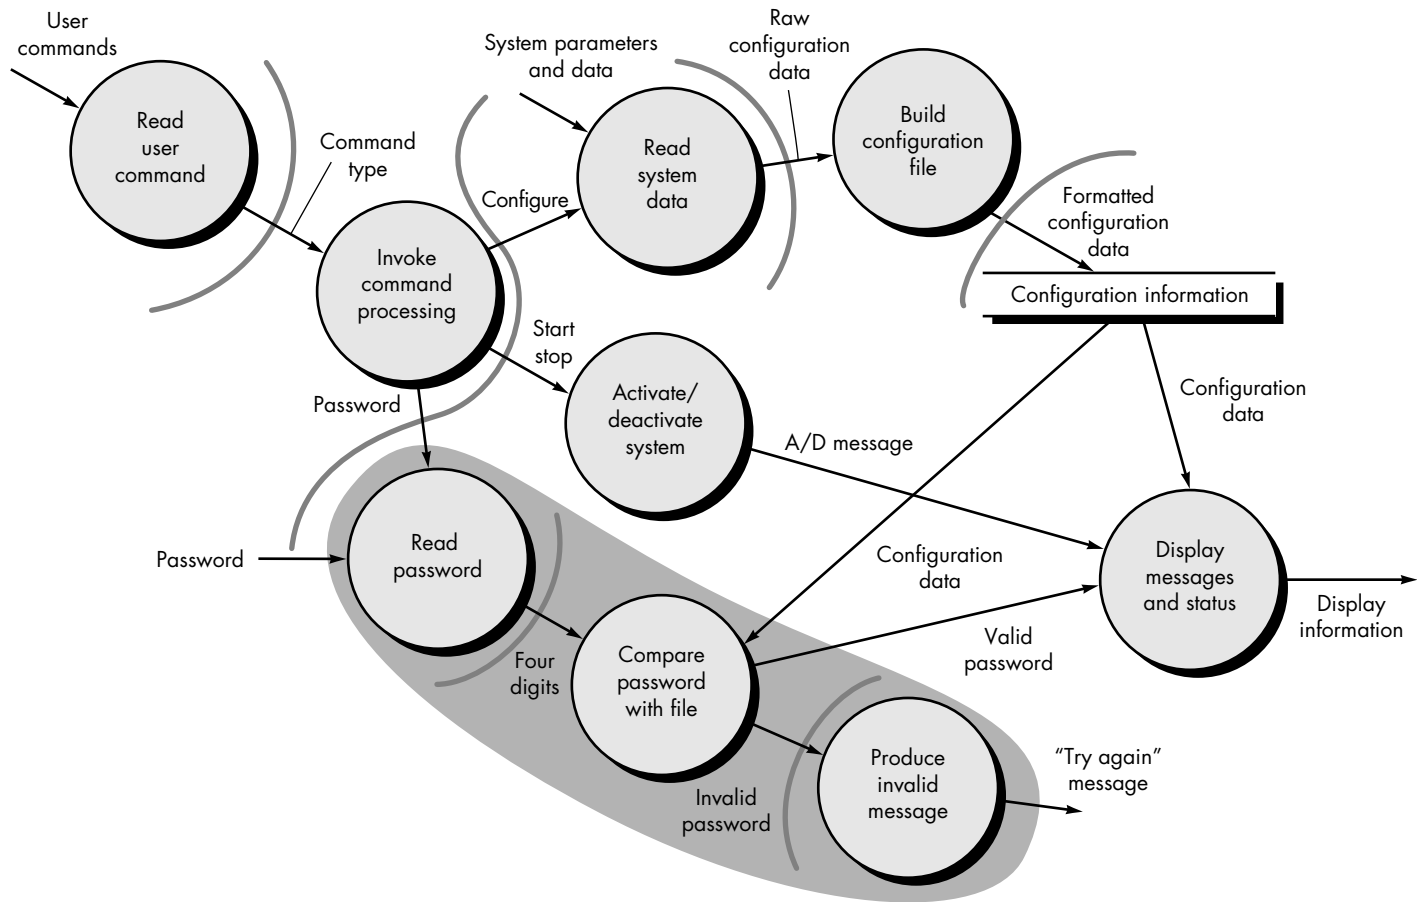 User
commands
Read
user
command
Command
type
Invoke
command
processing
System parameters
and data
Configure
Read
system
data
Raw
configuration
data
Build
configuration
file
Formatted
configuration
data
Configuration information
Start
stop
Activate/
deactivate
system
A/D message
Configuration
data
Password
Password
Read
password
Four
digits
Compare
password
with file
Configuration
data
Valid
password
Display
messages
and status
Display
information
Invalid
password
Produce
invalid
message
“Try again”
message